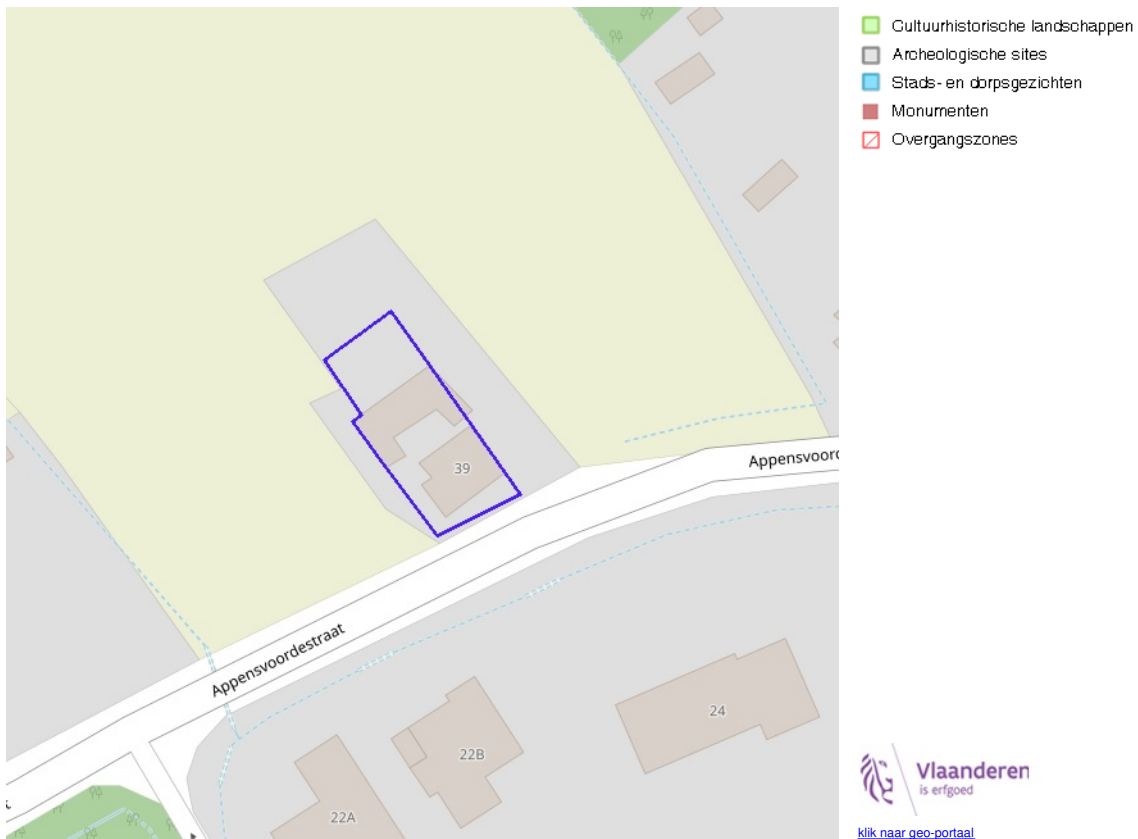 Cultuurhistorische landschappen
Archeologische sites
Stads- en dorpsgezichten
Monumenten
Overgangszones
39
Appensvoord
Appensvoordestraat
24
22B
22A
Vlaanderen
is erfgoed
klik naar geo-portaal